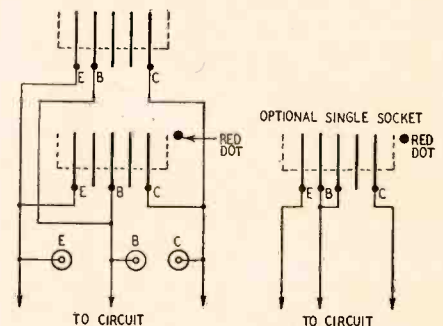 E B C
OPTIONAL SINGLE SOCKET
RED
DOT
RED
DOT
E B C
E B C
E B C
TO CIRCUIT
TO CIRCUIT